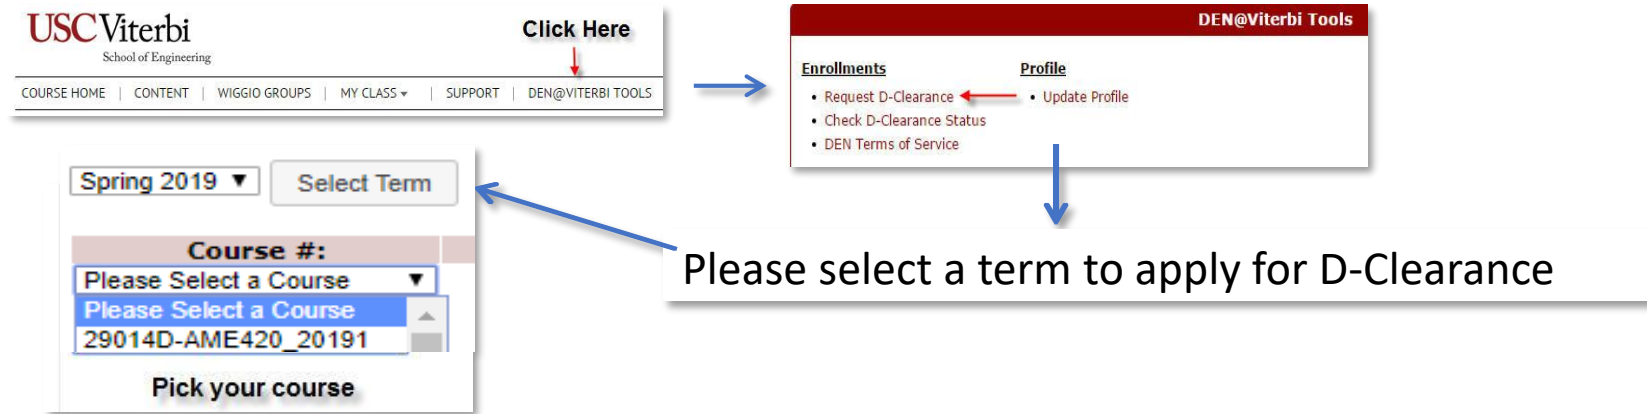 USC Viterbi
School of Engineering
Click Here
COURSE HOME | CONTENT | WIGGIO GROUPS | MY CLASS ▾ | SUPPORT | DEN@VITERBI TOOLS
DEN@Viterbi Tools
Enrollments
• Request D-Clearance
• Check D-Clearance Status
• DEN Terms of Service
Profile
• Update Profile
Please select a term to apply for D-Clearance
Spring 2019 ▼ Select Term
Course #:
Please Select a Course ▼
Please Select a Course
29014D-AME420_20191
Pick your course